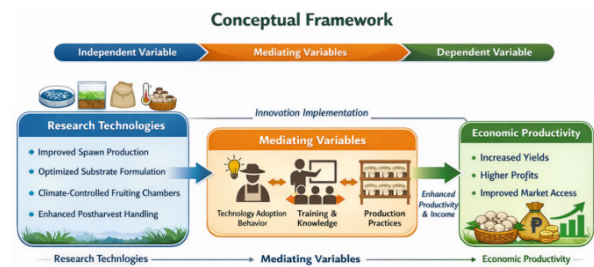 Conceptual Framework
Independent Variable
Mediating Variables
Dependent Variable
Innovation Implementation
Research Technologies
Improved Spawn Production
Optimized Substrate Formulation
Climate-Controlled Fruiting Chambers
Enhanced Postharvest Handling
Mediating Variables
Technology Adoption
Behavior
Training &
Knowledge
Production
Practices
Enhanced
Productivity
& Income
Economic Productivity
Increased Yields
Higher Profits
Improved Market Access
₱
Research Technologies
Mediating Variables
Economic Productivity